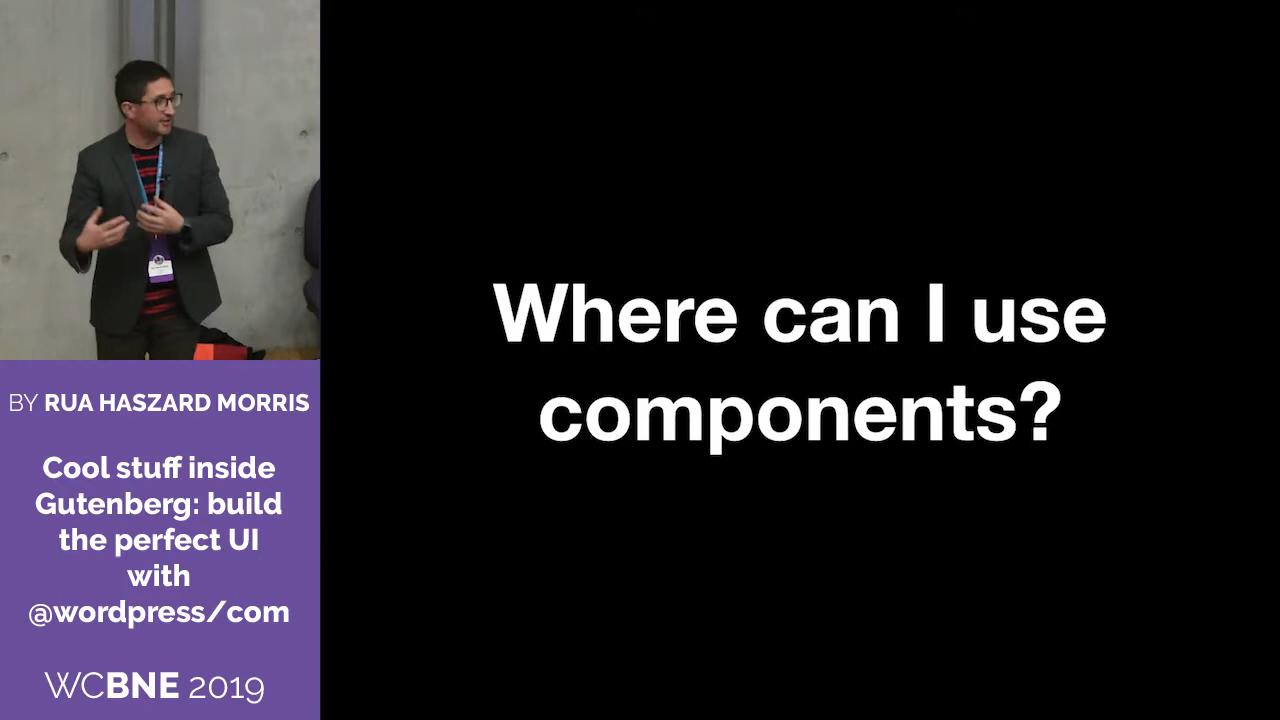 BY RUA HASZARD MORRIS
Cool stuff inside
Gutenberg: build
the perfect UI
with
@wordpress/com
WCBNE 2019
Where can I use
components?